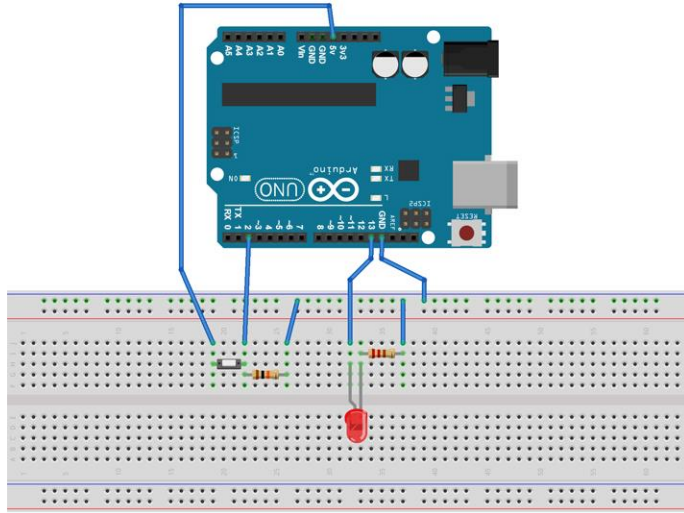 A5 A4 A3 A2 A1 A0 Vin GND GND 5v 3v3
ICSP
Arduino™
RX
TX
ON
UNO
L
ICSP2
RESET
RX TX
0 1 2 ~3 4 ~5 ~6 7 8 ~9 ~10 ~11 12 13 GND AREF